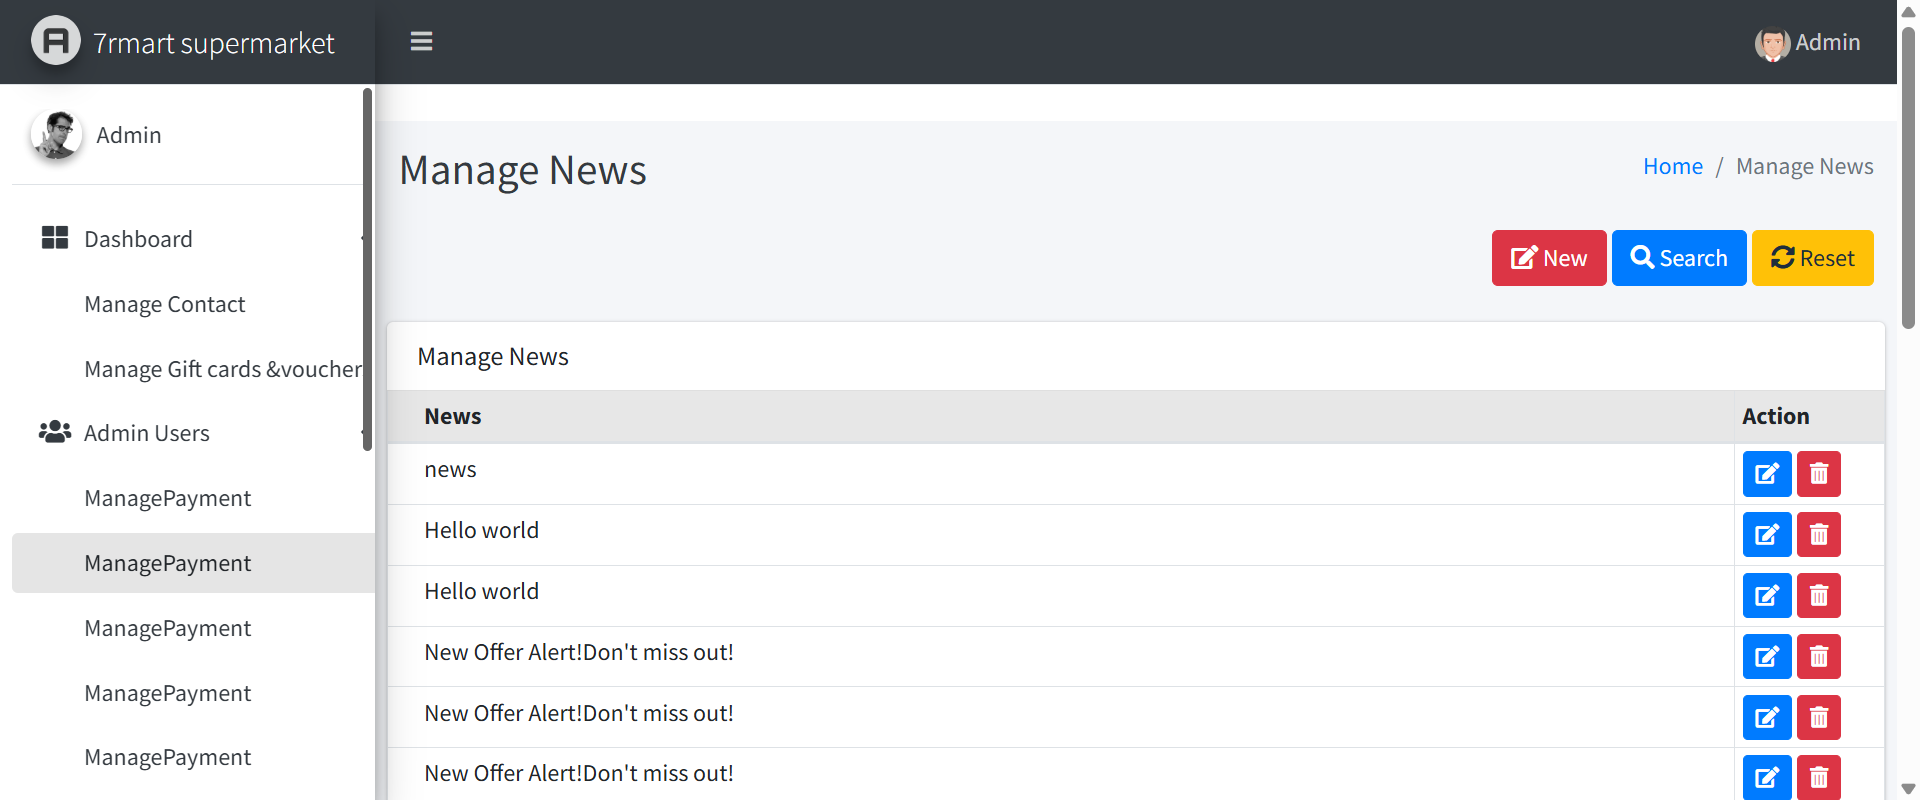 7rmart supermarket
Admin
Admin
Dashboard
Manage Contact
Manage Gift cards &voucher
Admin Users
ManagePayment
ManagePayment
ManagePayment
ManagePayment
ManagePayment
Manage News
Home / Manage News
New
Search
Reset
Manage News
News Action
news
Hello world
Hello world
New Offer Alert!Don't miss out!
New Offer Alert!Don't miss out!
New Offer Alert!Don't miss out!